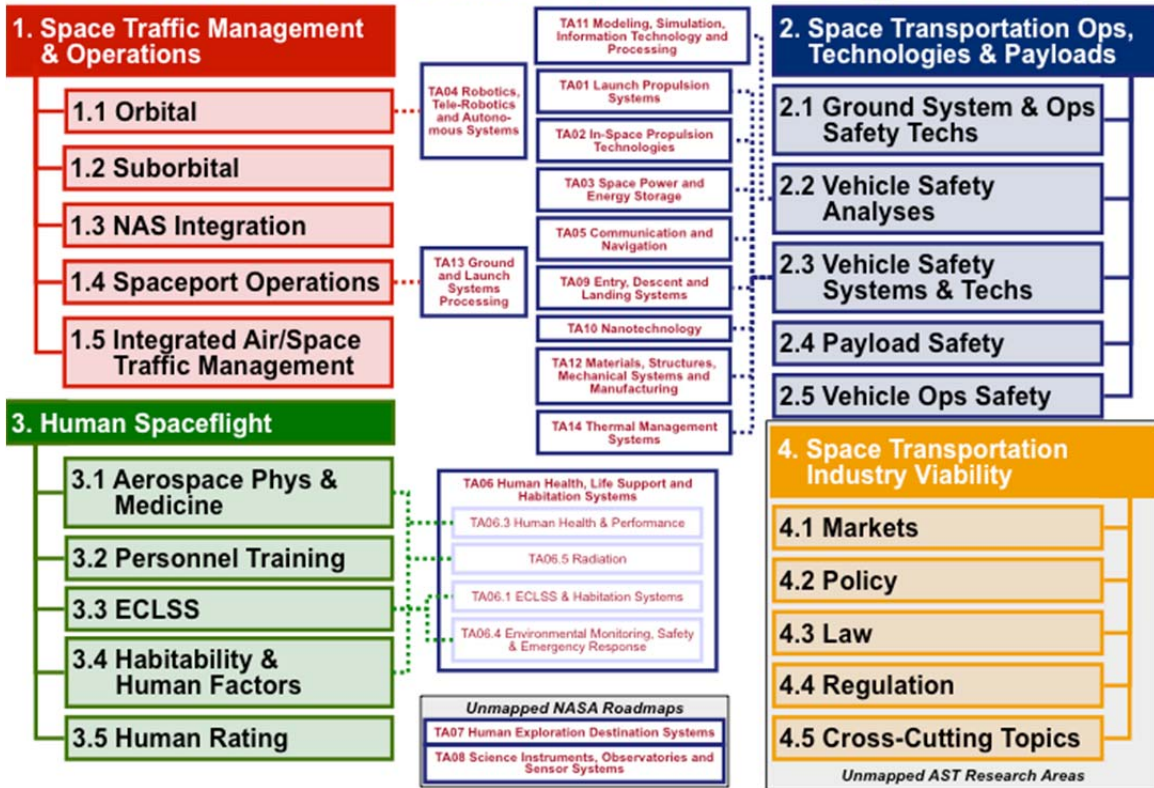 1. Space Traffic Management
& Operations
1.1 Orbital
1.2 Suborbital
1.3 NAS Integration
1.4 Spaceport Operations
1.5 Integrated Air/Space
Traffic Management
TA04 Robotics,
Tele-Robotics
and Autono-
mous Systems
TA13 Ground
and Launch
Systems
Processing
TA11 Modeling, Simulation,
Information Technology and
Processing
TA01 Launch Propulsion
Systems
TA02 In-Space Propulsion
Technologies
TA03 Space Power and
Energy Storage
TA05 Communication and
Navigation
TA09 Entry, Descent and
Landing Systems
TA10 Nanotechnology
TA12 Materials, Structures,
Mechanical Systems and
Manufacturing
TA14 Thermal Management
Systems
2. Space Transportation Ops,
Technologies & Payloads
2.1 Ground System & Ops
Safety Techs
2.2 Vehicle Safety
Analyses
2.3 Vehicle Safety
Systems & Techs
2.4 Payload Safety
2.5 Vehicle Ops Safety
3. Human Spaceflight
3.1 Aerospace Phys &
Medicine
3.2 Personnel Training
3.3 ECLSS
3.4 Habitability &
Human Factors
3.5 Human Rating
TA06 Human Health, Life Support and
Habitation Systems
TA06.3 Human Health & Performance
TA06.5 Radiation
TA06.1 ECLSS & Habitation Systems
TA06.4 Environmental Monitoring, Safety
& Emergency Response
Unmapped NASA Roadmaps
TA07 Human Exploration Destination Systems
TA08 Science Instruments, Observatories and
Sensor Systems
4. Space Transportation
Industry Viability
4.1 Markets
4.2 Policy
4.3 Law
4.4 Regulation
4.5 Cross-Cutting Topics
Unmapped AST Research Areas